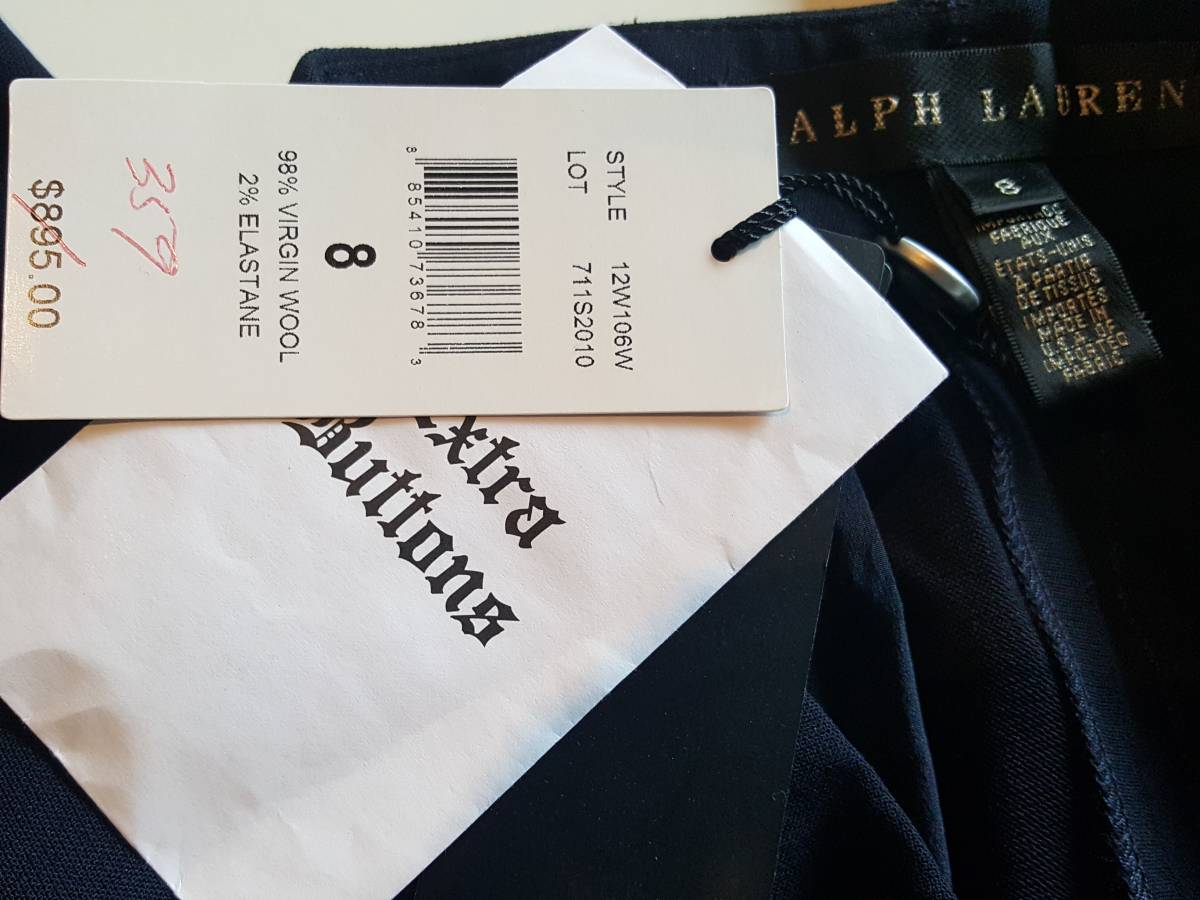 STYLE 12W106W
LOT 711S2010
8 85410 73678 3
8
98% VIRGIN WOOL
2% ELASTANE
359
$895.00
Extra
Buttons
ALPH LAUREN
8
FABRIQUE
AUX
ÉTATS-UNIS
À PARTIR
DE TISSUS
IMPORTÉS
MADE IN
U.S.A. OF
IMPORTED
FABRIC